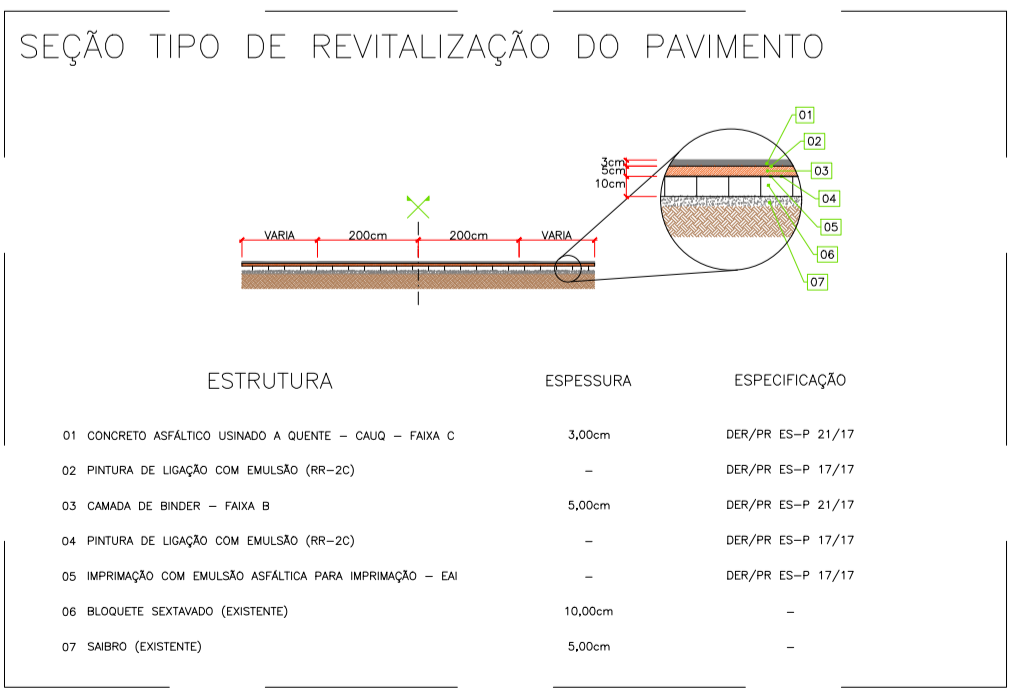 SEÇÃO TIPO DE REVITALIZAÇÃO DO PAVIMENTO
01
02
3cm
5cm
03
10cm
04
05
VARIA 200cm 200cm VARIA
06
07
ESTRUTURA ESPESSURA ESPECIFICAÇÃO
01 CONCRETO ASFÁLTICO USINADO A QUENTE – CAUQ – FAIXA C 3,00cm DER/PR ES–P 21/17
02 PINTURA DE LIGAÇÃO COM EMULSÃO (RR–2C) – DER/PR ES–P 17/17
03 CAMADA DE BINDER – FAIXA B 5,00cm DER/PR ES–P 21/17
04 PINTURA DE LIGAÇÃO COM EMULSÃO (RR–2C) – DER/PR ES–P 17/17
05 IMPRIMAÇÃO COM EMULSÃO ASFÁLTICA PARA IMPRIMAÇÃO – EAI – DER/PR ES–P 17/17
06 BLOQUETE SEXTAVADO (EXISTENTE) 10,00cm –
07 SAIBRO (EXISTENTE) 5,00cm –